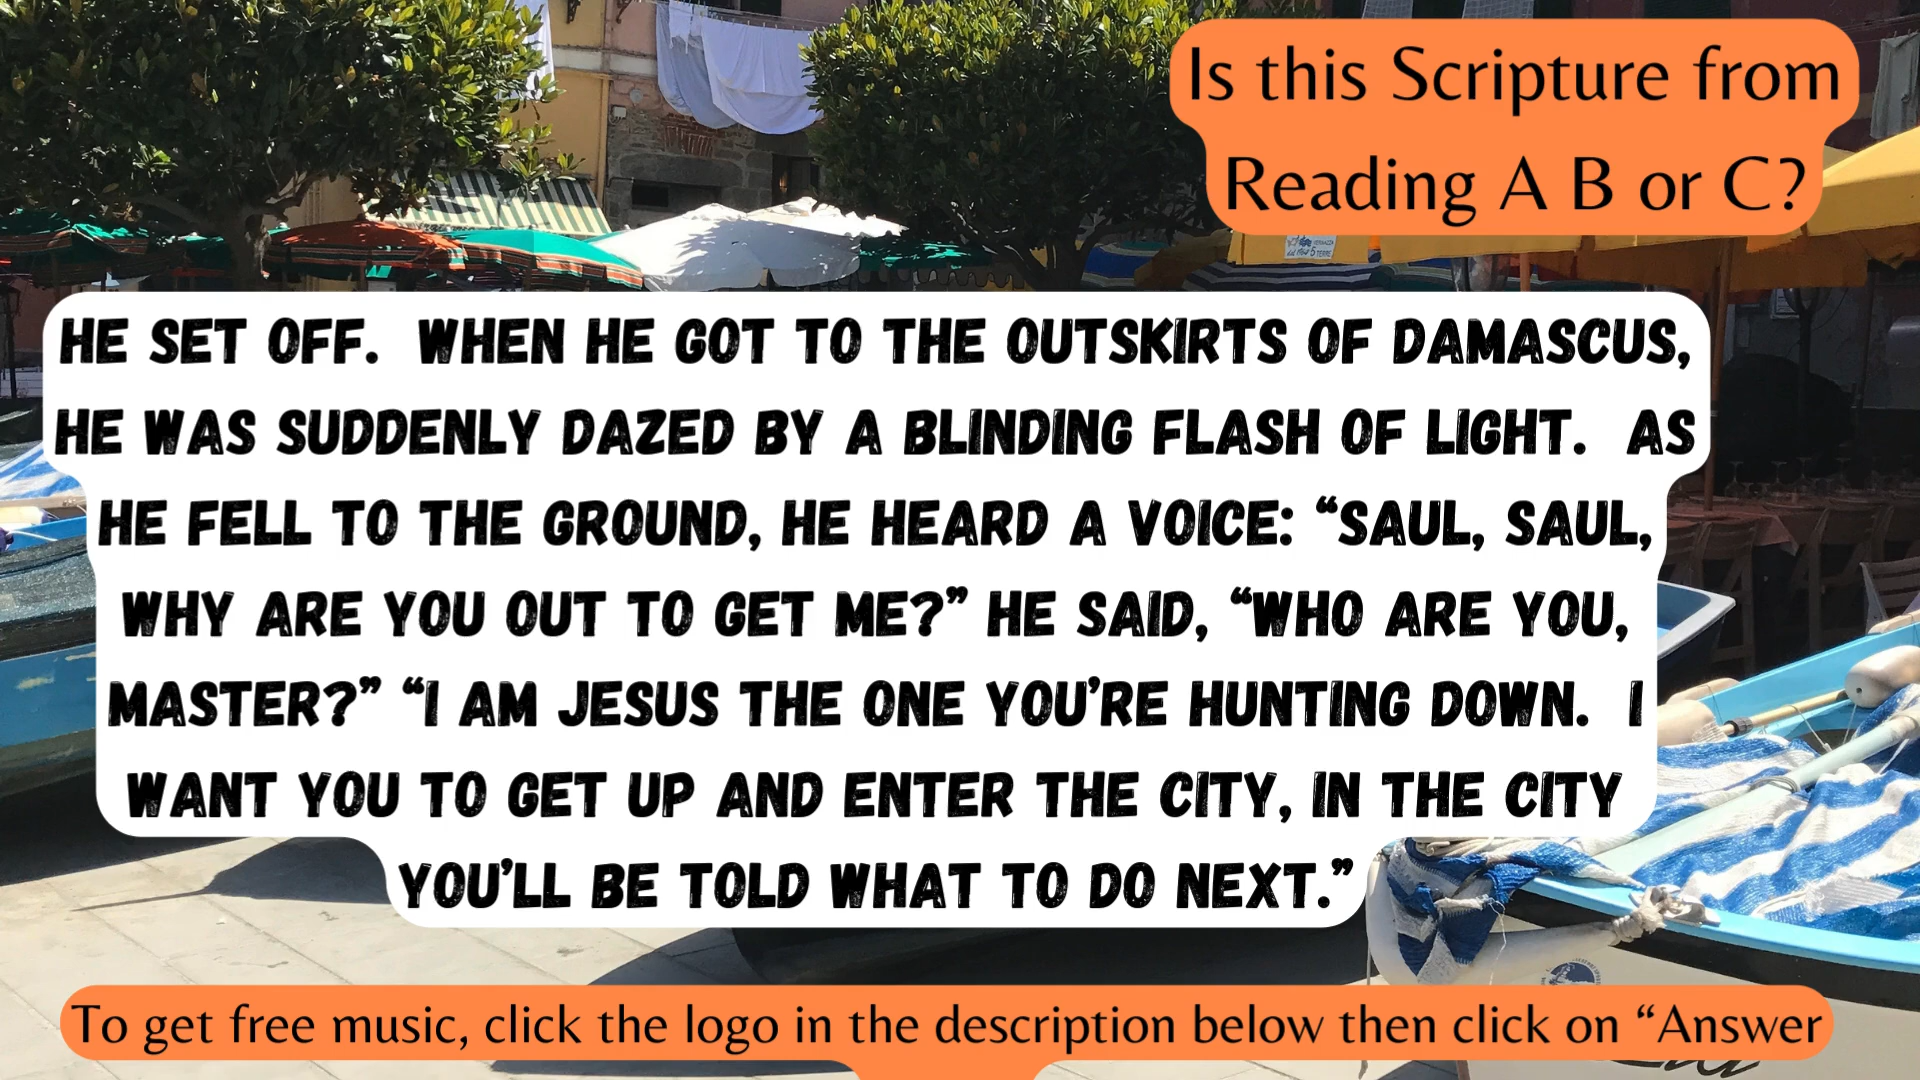 Is this Scripture from
Reading A B or C?
HE SET OFF. WHEN HE GOT TO THE OUTSKIRTS OF DAMASCUS,
HE WAS SUDDENLY DAZED BY A BLINDING FLASH OF LIGHT. AS
HE FELL TO THE GROUND, HE HEARD A VOICE: “SAUL, SAUL,
WHY ARE YOU OUT TO GET ME?” HE SAID, “WHO ARE YOU,
MASTER?” “I AM JESUS THE ONE YOU’RE HUNTING DOWN. I
WANT YOU TO GET UP AND ENTER THE CITY, IN THE CITY
YOU’LL BE TOLD WHAT TO DO NEXT.”
To get free music, click the logo in the description below then click on “Answer